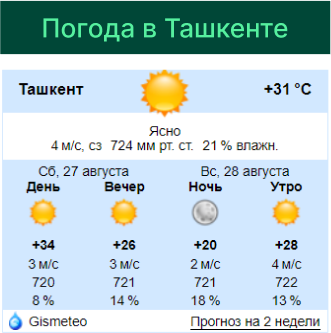 Погода в Ташкенте
Ташкент +31 °C
Ясно
4 м/с, сз 724 мм рт. ст. 21 % влажн.
Сб, 27 августа Вс, 28 августа
День Вечер Ночь Утро
+34 +26 +20 +28
3 м/с 3 м/с 2 м/с 4 м/с
720 721 721 722
8 % 14 % 18 % 13 %
Gismeteo Прогноз на 2 недели